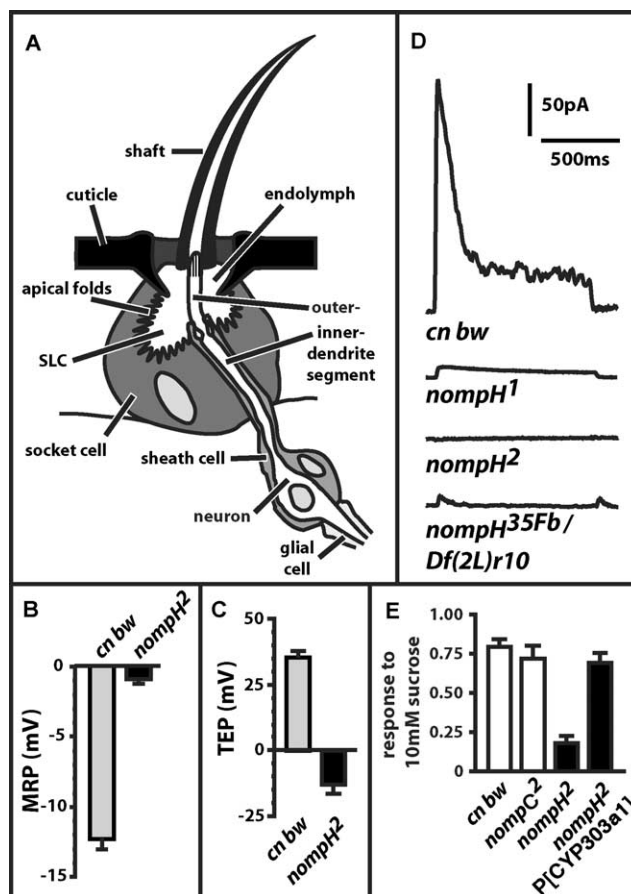 A
shaft
cuticle
endolymph
apical folds
outer-
SLC
inner-
dendrite
segment
socket cell
sheath cell
neuron
glial
cell
D
50pA
500ms
cn bw
nompH1
nompH2
nompH35Fb/
Df(2L)r10
B
cn bw
nompH2
0
-5
-10
-15
MRP (mV)
C
50
25
0
-25
TEP (mV)
cn bw
nompH2
E
response to
10mM sucrose
1.00
0.75
0.50
0.25
0
cn bw
nompC2
nompH2
nompH2
P[CYP303a1]